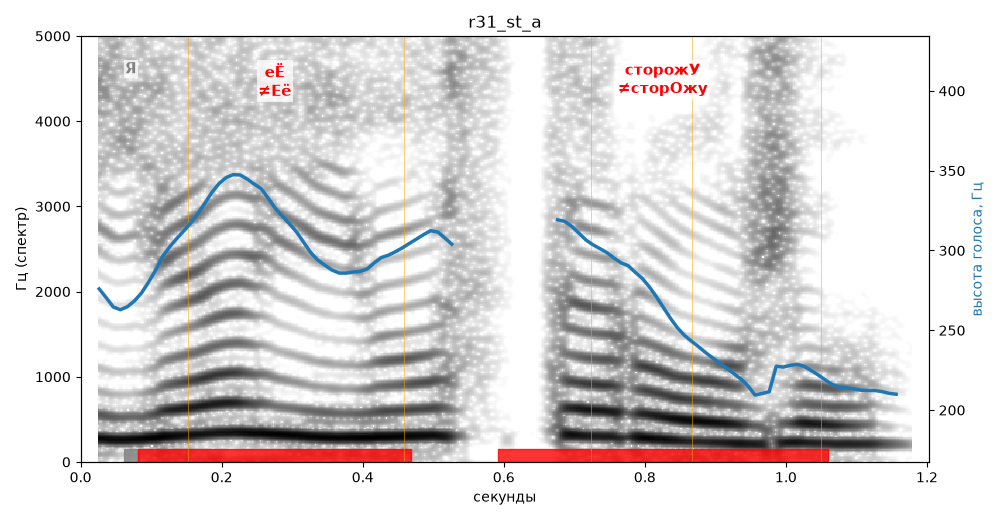 r31_st_a
5000
4000
3000
2000
1000
0
Гц (спектр)
Я
еЁ
≠Её
сторожУ
≠стор0жу
400
350
300
250
200
высота голоса, Гц
0.0 0.2 0.4 0.6 0.8 1.0 1.2
секунды